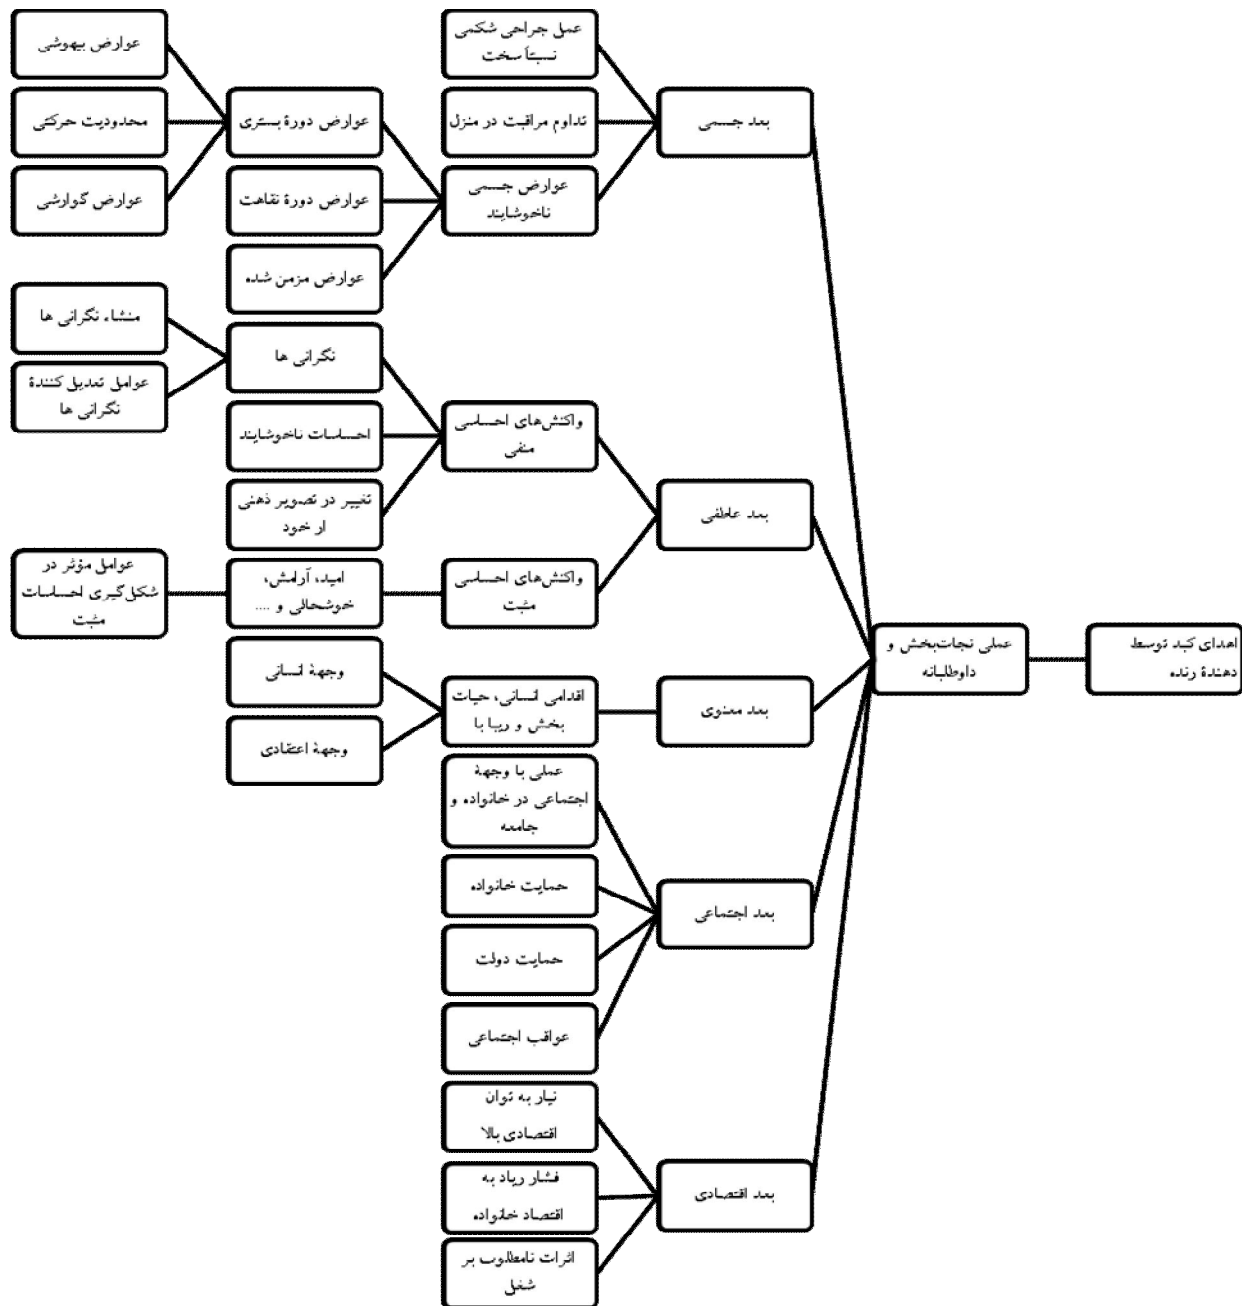 اهدای کبد توسط
دهندهٔ زنده
عملی نجات‌بخش و
داوطلبانه
بعد جسمی
عمل جراحی شکمی
نسبتاً سخت
تداوم مراقبت در منزل
عوارض جسمی
ناخوشایند
عوارض دورهٔ بستری
عوارض بیهوشی
محدودیت حرکتی
عوارض گوارشی
عوارض دورهٔ نقاهت
عوارض مزمن شده
بعد عاطفی
واکنش‌های احساسی
منفی
نگرانی ها
منشاء نگرانی ها
عوامل تعدیل کنندهٔ
نگرانی ها
احساسات ناخوشایند
تغییر در تصویر ذهنی
از خود
واکنش‌های احساسی
مثبت
امید، آرامش،
خوشحالی و ....
عوامل مؤثر در
شکل‌گیری احساسات
مثبت
بعد معنوی
اقدامی انسانی، حیات
بخش و زیبا با
وجههٔ انسانی
وجههٔ اعتقادی
بعد اجتماعی
عملی با وجههٔ
اجتماعی در خانواده و
جامعه
حمایت خانواده
حمایت دولت
عواقب اجتماعی
بعد اقتصادی
نیاز به توان
اقتصادی بالا
فشار زیاد به
اقتصاد خانواده
اثرات نامطلوب بر
شغل